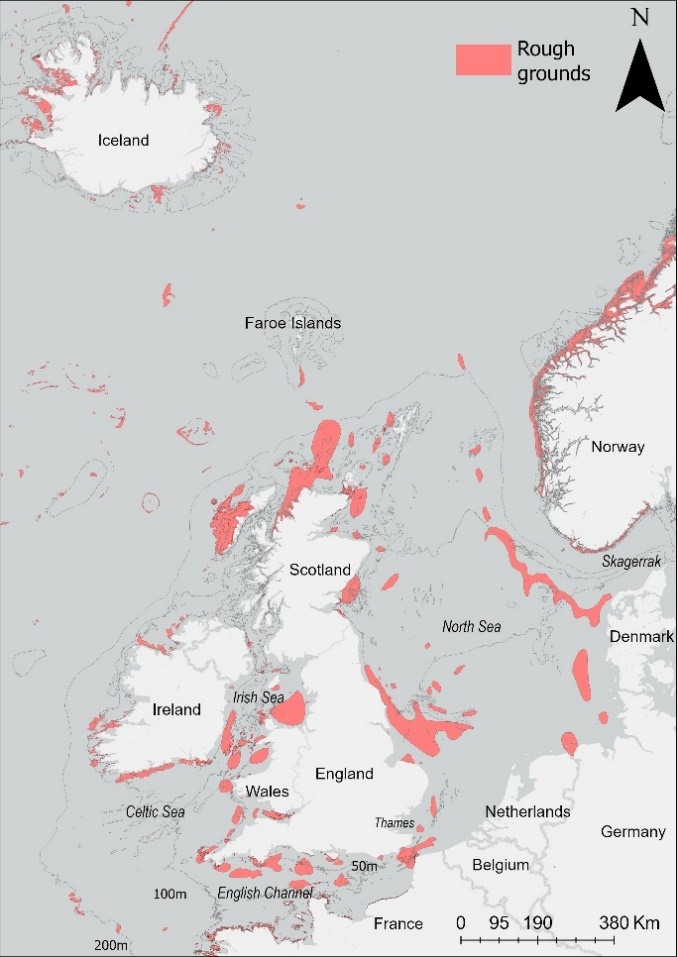 N
Rough
grounds
Iceland
Faroe Islands
Norway
Skagerrak
Scotland
North Sea
Denmark
Irish Sea
Ireland
England
Wales
Celtic Sea
Thames
Netherlands
Germany
Belgium
50m
100m
English Channel
France
0 95 190 380 Km
200m